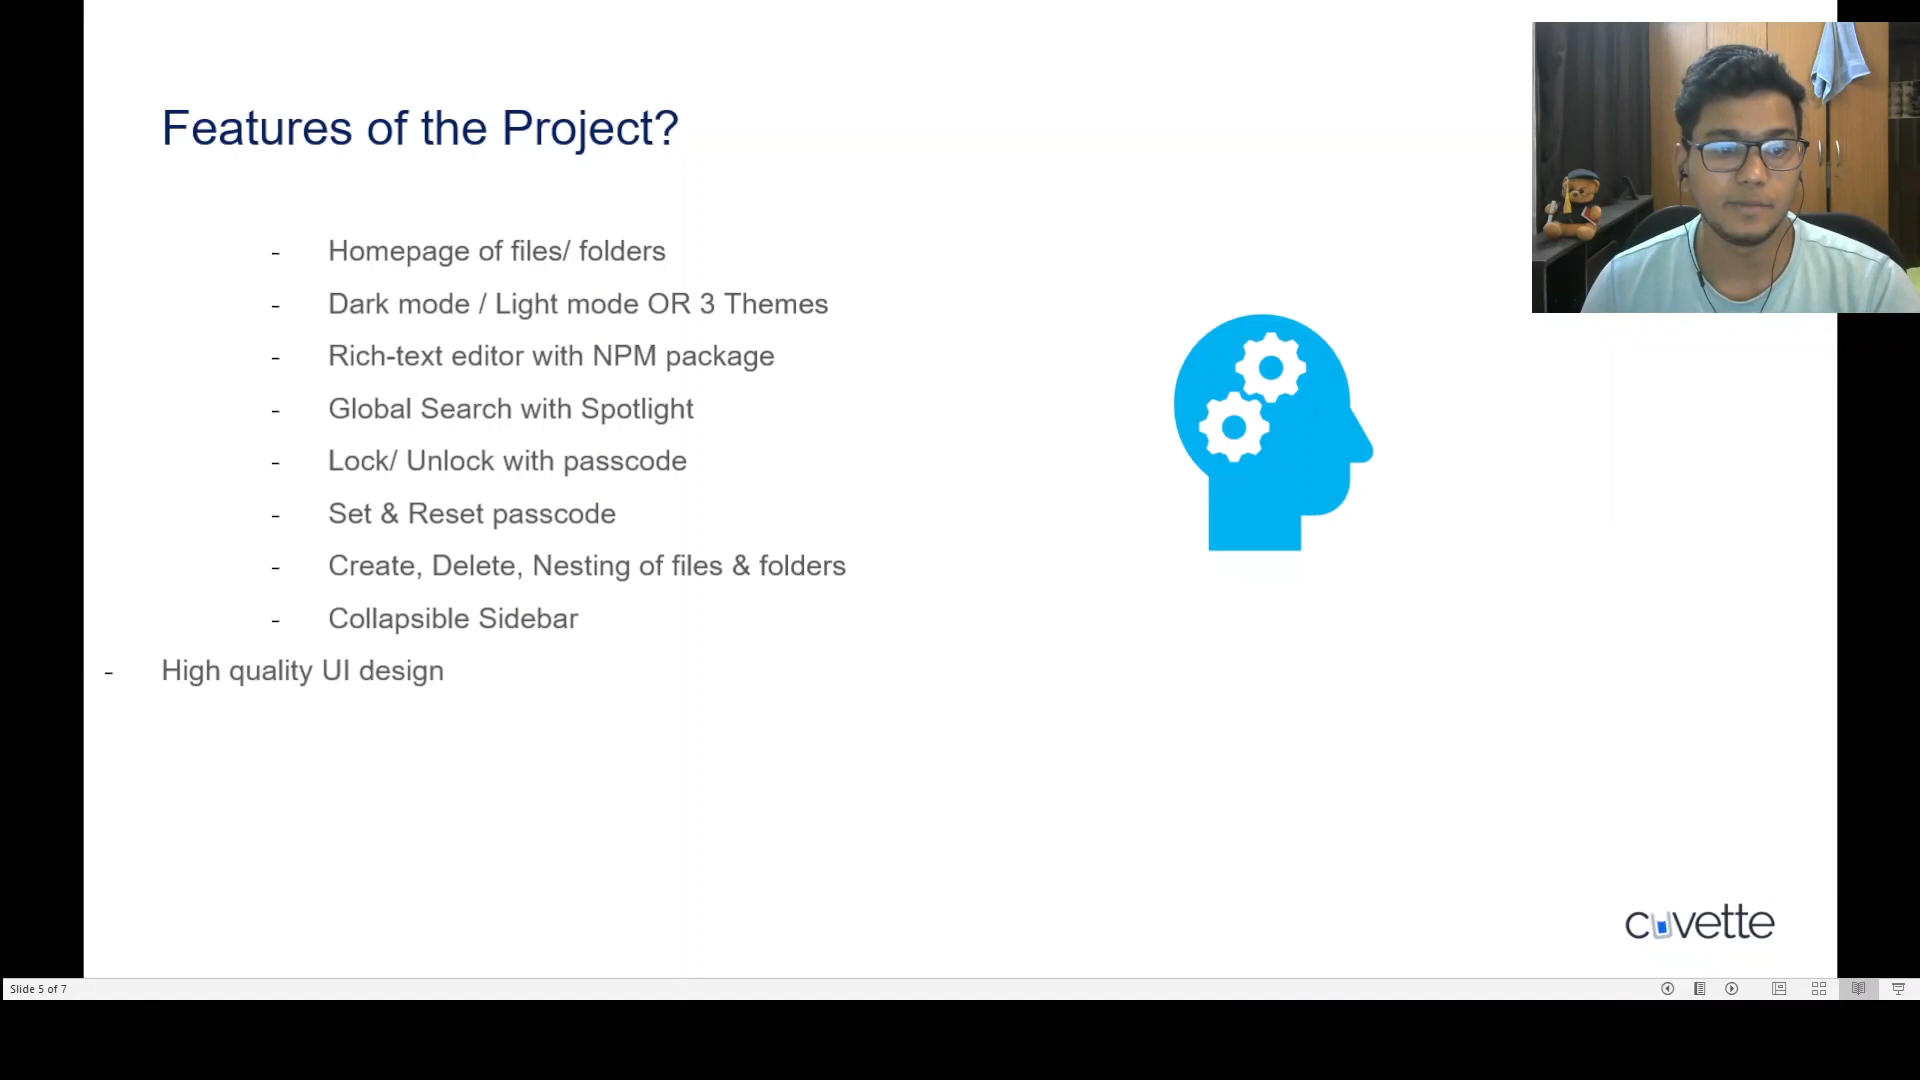 Features of the Project?
- Homepage of files/ folders
- Dark mode / Light mode OR 3 Themes
- Rich-text editor with NPM package
- Global Search with Spotlight
- Lock/ Unlock with passcode
- Set & Reset passcode
- Create, Delete, Nesting of files & folders
- Collapsible Sidebar
- High quality UI design
cuvette
Slide 5 of 7